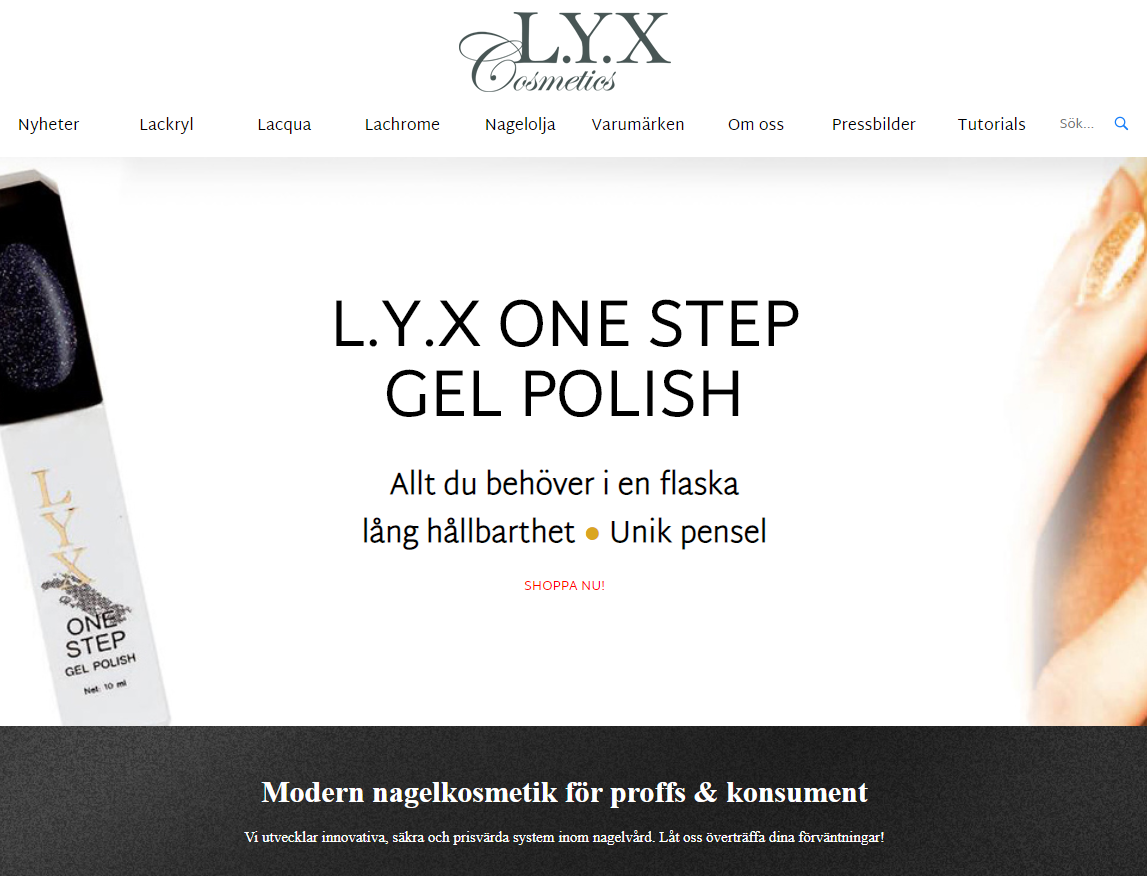 L.Y.X
Cosmetics
Nyheter Lackryl Lacqua Lachrome Nagelolja Varumärken Om oss Pressbilder Tutorials Sök...
L.Y.X ONE STEP
GEL POLISH
Allt du behöver i en flaska
lång hållbarthet • Unik pensel
SHOPPA NU!
L
Y
X
ONE
STEP
GEL POLISH
Net: 10 ml
Modern nagelkosmetik för proffs & konsument
Vi utvecklar innovativa, säkra och prisvärda system inom nagelvård. Låt oss överträffa dina förväntningar!